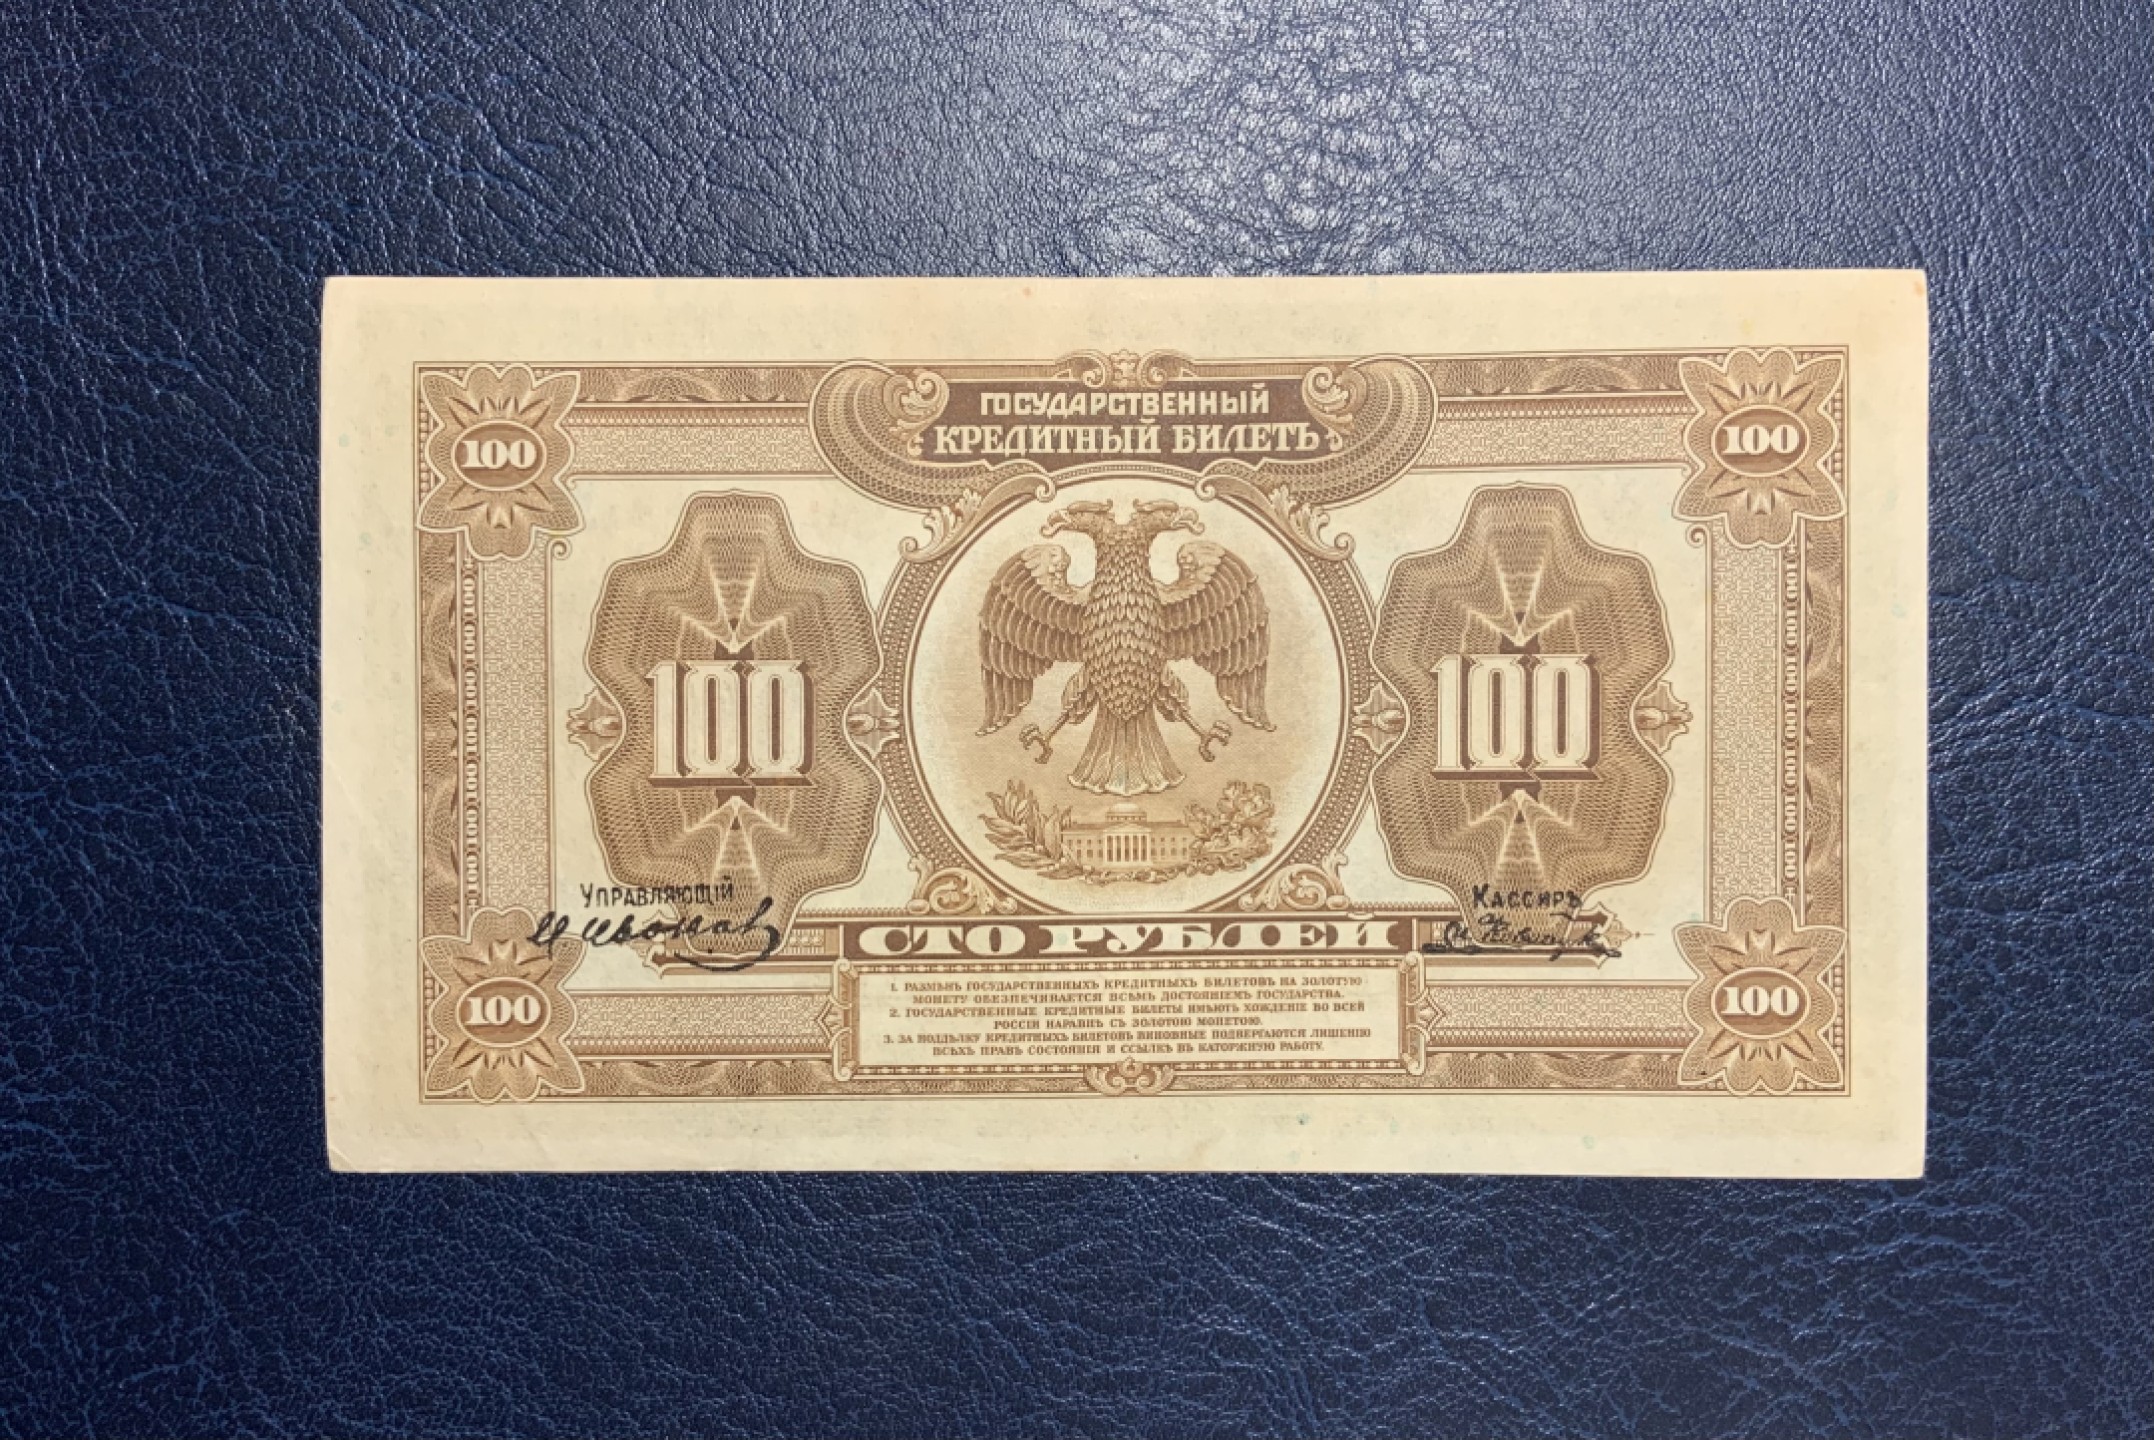 ГОСУДАРСТВЕННЫЙ
КРЕДИТНЫЙ БИЛЕТЪ
100
100
100
100
УПРАВЛЯЮЩІЙ
КАССИРЪ
СТО РУБЛЕЙ
100
100
1. РАЗМѢНЪ ГОСУДАРСТВЕННЫХЪ КРЕДИТНЫХЪ БИЛЕТОВЪ НА ЗОЛОТУЮ
МОНЕТУ ОБЕЗПЕЧИВАЕТСЯ ВСѢМЪ ДОСТОЯНІЕМЪ ГОСУДАРСТВА.
2. ГОСУДАРСТВЕННЫЕ КРЕДИТНЫЕ БИЛЕТЫ ИМѢЮТЪ ХОЖДЕНІЕ ВО ВСЕЙ
РОССІИ НАРАВНѢ СЪ ЗОЛОТОЮ МОНЕТОЮ.
3. ЗА ПОДДѢЛКУ КРЕДИТНЫХЪ БИЛЕТОВЪ ВИНОВНЫЕ ПОДВЕРГАЮТСЯ ЛИШЕНІЮ
ВСѢХЪ ПРАВЪ СОСТОЯНІЯ И ССЫЛКѢ ВЪ КАТОРЖНУЮ РАБОТУ.